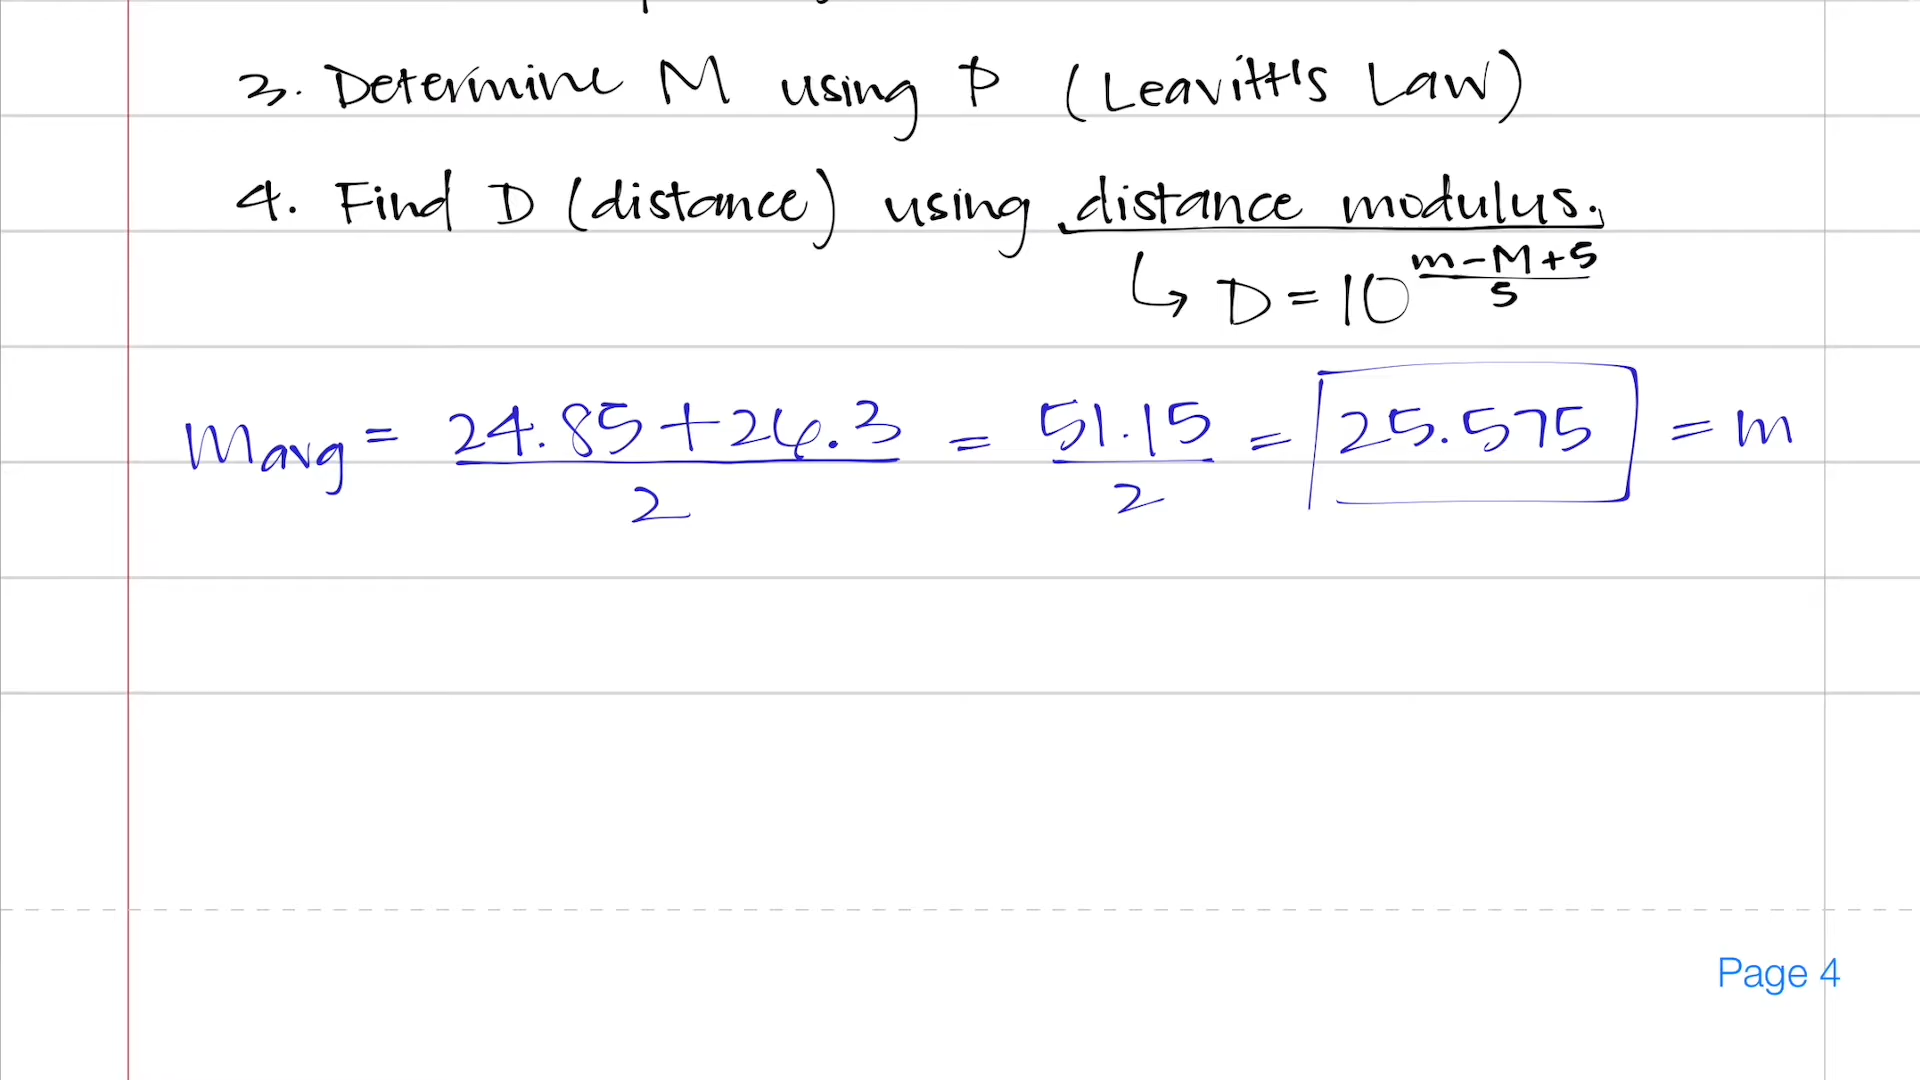 3. Determine M using P (Leavitt's Law)
4. Find D (distance) using distance modulus.
↳ D = 10^((m-M+5)/5)
m_avg = (24.85+26.3)/2 = 51.15/2 = 25.575 = m
Page 4